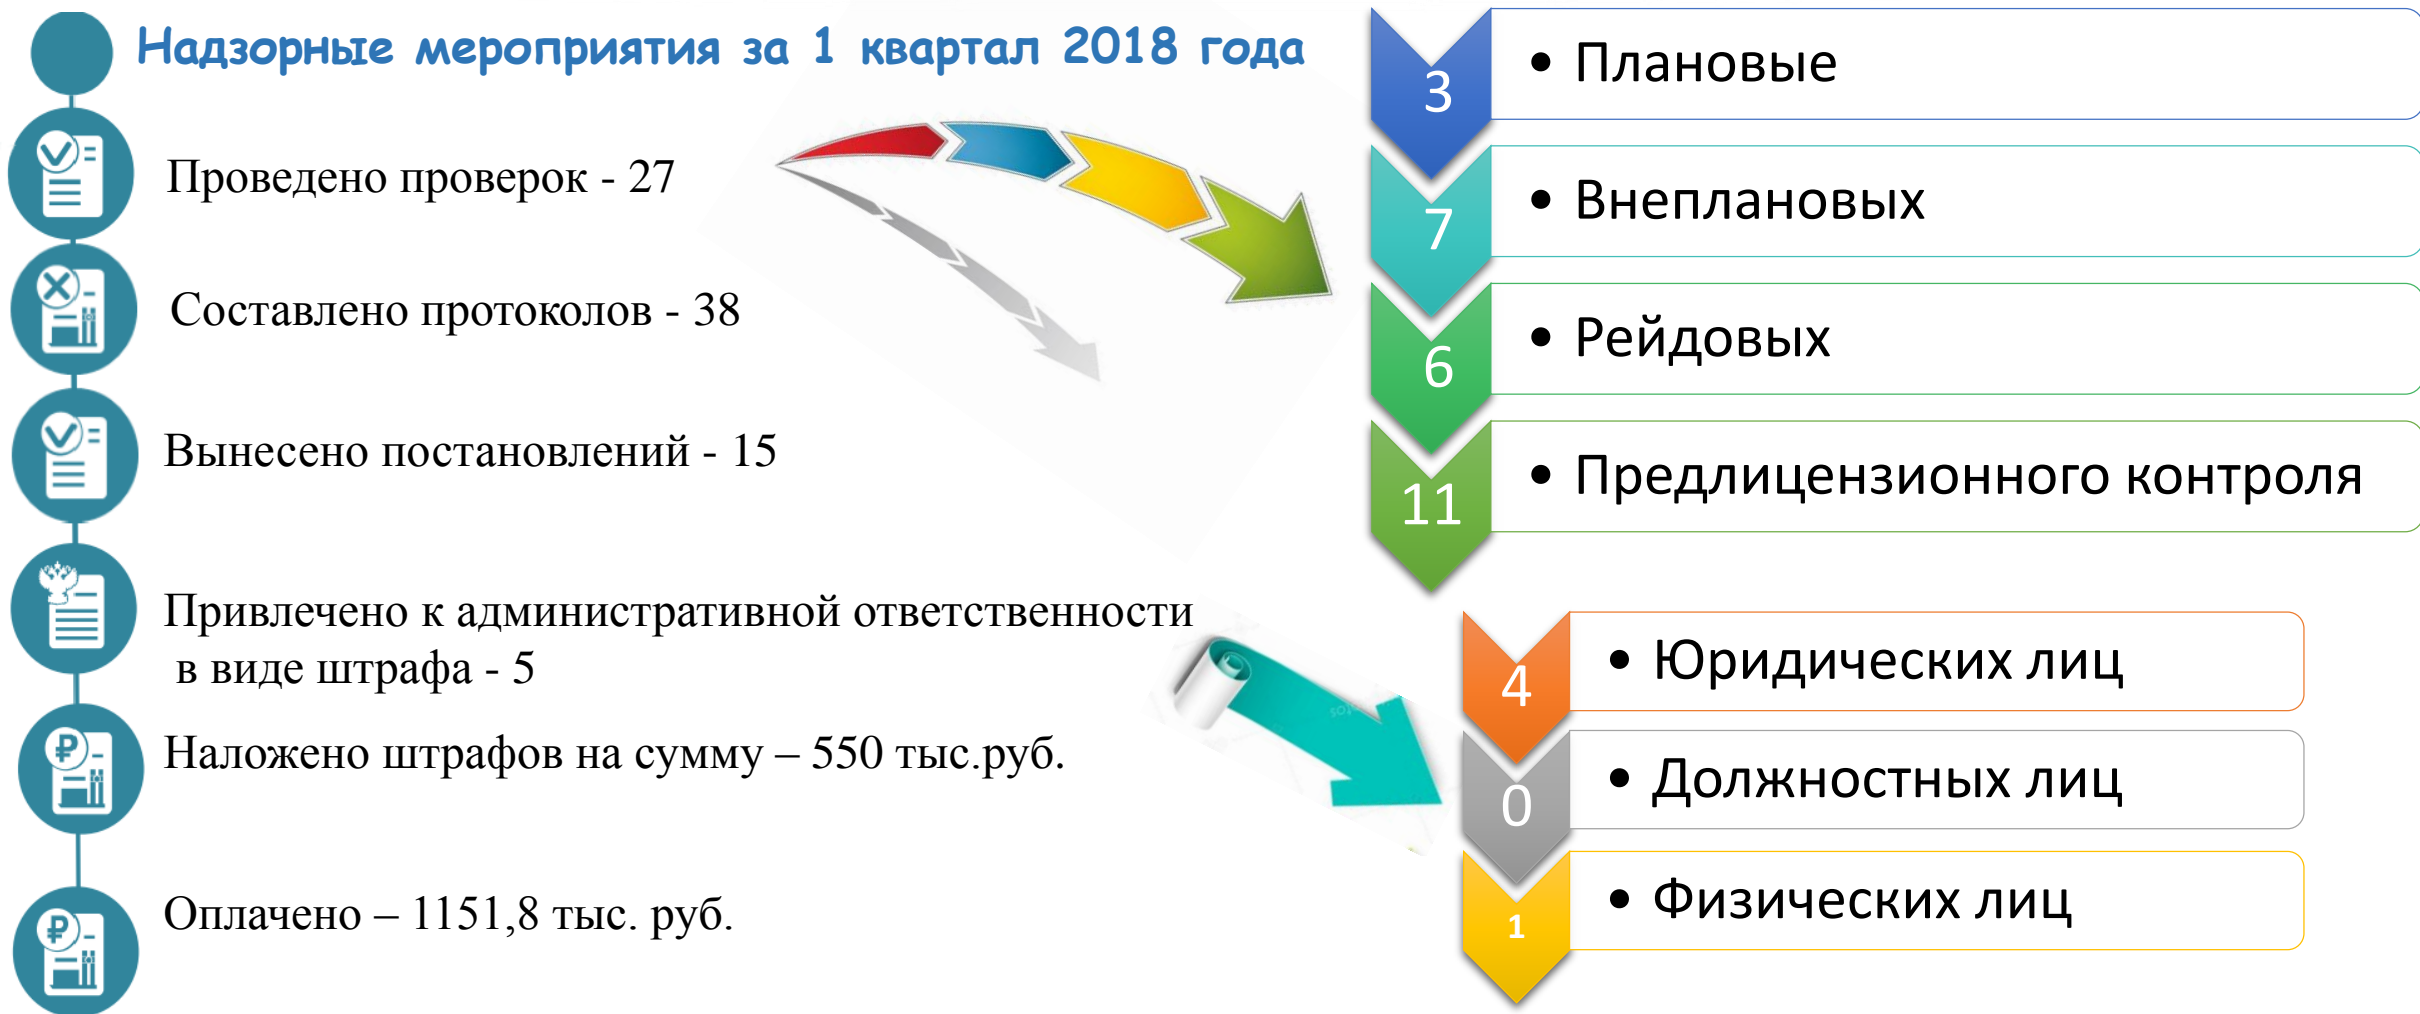 Надзорные мероприятия за 1 квартал 2018 года
Проведено проверок - 27
Составлено протоколов - 38
Вынесено постановлений - 15
Привлечено к административной ответственности
в виде штрафа - 5
Наложено штрафов на сумму – 550 тыс.руб.
Оплачено – 1151,8 тыс. руб.
3
• Плановые
7
• Внеплановых
6
• Рейдовых
11
• Предлицензионного контроля
4
• Юридических лиц
0
• Должностных лиц
1
• Физических лиц